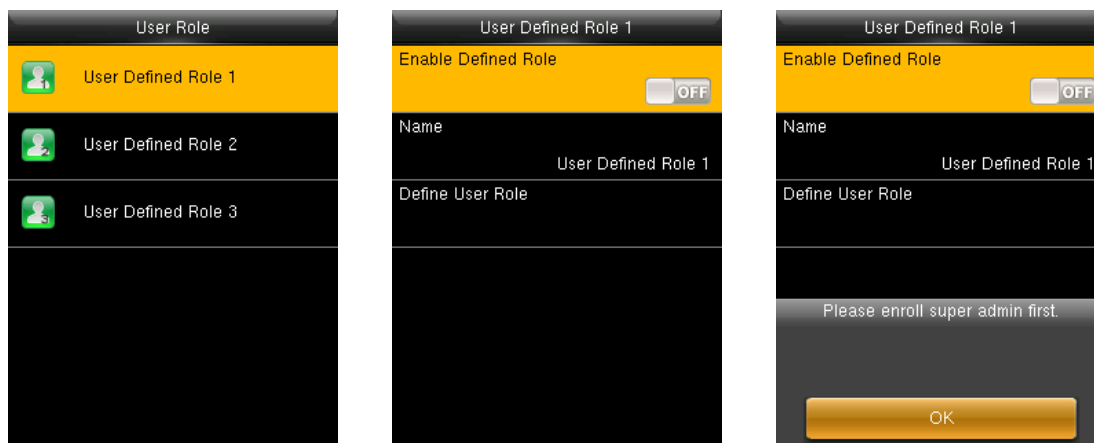 User Role
User Defined Role 1
User Defined Role 2
User Defined Role 3
User Defined Role 1
Enable Defined Role
OFF
Name
User Defined Role 1
Define User Role
User Defined Role 1
Enable Defined Role
OFF
Name
User Defined Role 1
Define User Role
Please enroll super admin first.
OK